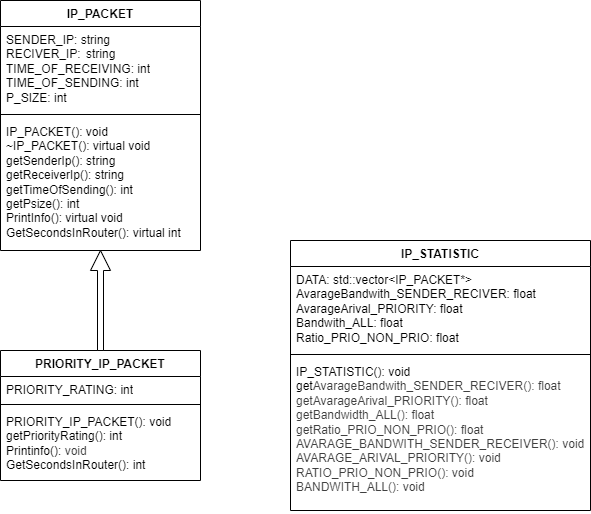 IP_PACKET
SENDER_IP: string
RECIVER_IP: string
TIME_OF_RECEIVING: int
TIME_OF_SENDING: int
P_SIZE: int
IP_PACKET(): void
~IP_PACKET(): virtual void
getSenderIp(): string
getReceiverIp(): string
getTimeOfSending(): int
getPsize(): int
PrintInfo(): virtual void
GetSecondsInRouter(): virtual int
PRIORITY_IP_PACKET
PRIORITY_RATING: int
PRIORITY_IP_PACKET(): void
getPriorityRating(): int
Printinfo(): void
GetSecondsInRouter(): int
IP_STATISTIC
DATA: std::vector<IP_PACKET*>
AvarageBandwith_SENDER_RECIVER: float
AvarageArival_PRIORITY: float
Bandwith_ALL: float
Ratio_PRIO_NON_PRIO: float
IP_STATISTIC(): void
getAvarageBandwith_SENDER_RECIVER(): float
getAvarageArival_PRIORITY(): float
getBandwidth_ALL(): float
getRatio_PRIO_NON_PRIO(): float
AVARAGE_BANDWITH_SENDER_RECEIVER(): void
AVARAGE_ARIVAL_PRIORITY(): void
RATIO_PRIO_NON_PRIO(): void
BANDWITH_ALL(): void